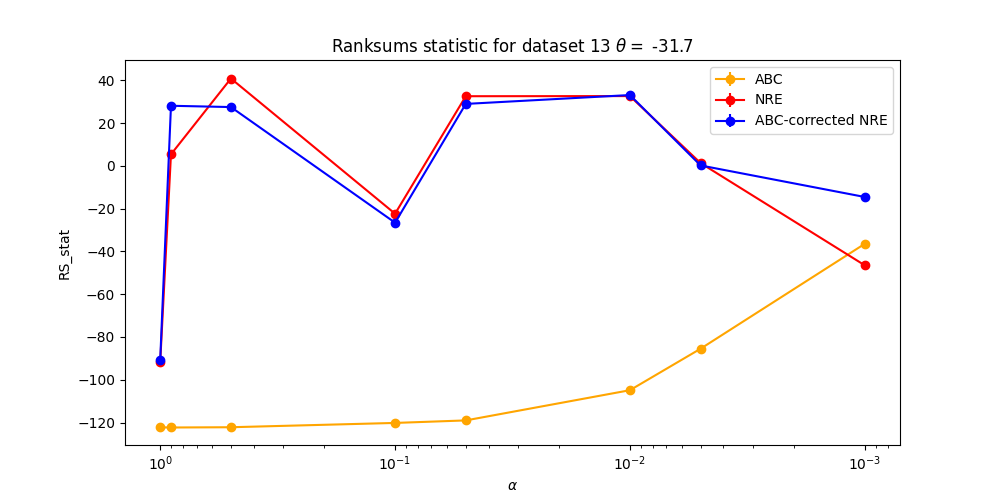 Ranksums statistic for dataset 13 θ = -31.7
ABC
NRE
ABC-corrected NRE
RS_stat
40
20
0
−20
−40
−60
−80
−100
−120
10⁰
10⁻¹
10⁻²
10⁻³
α